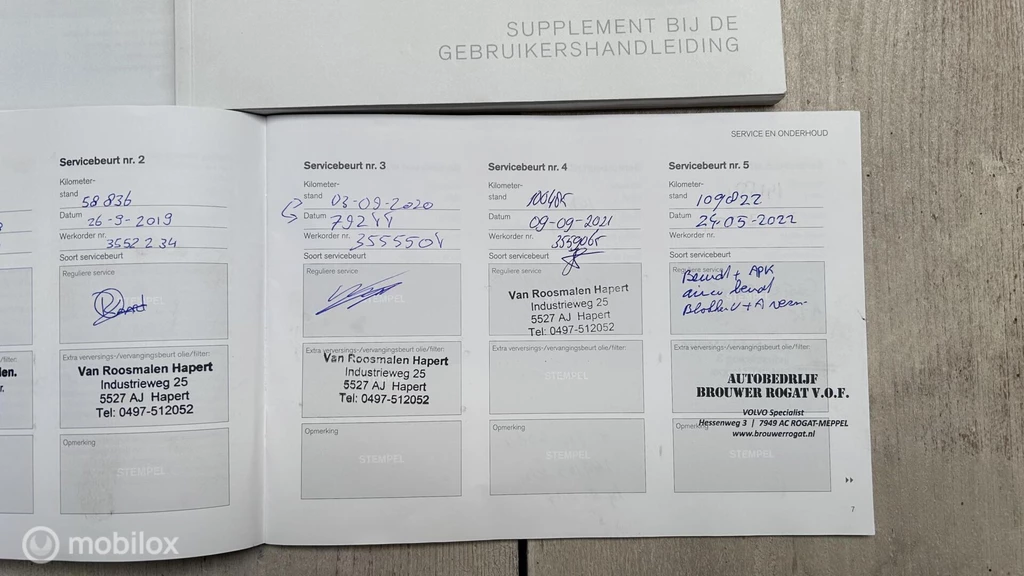 SUPPLEMENT BIJ DE
GEBRUIKERSHANDLEIDING
SERVICE EN ONDERHOUD
Servicebeurt nr. 2
Kilometer-
stand 58836
Datum 26-9-2019
Werkorder nr. 3552234
Soort servicebeurt
Reguliere service
Extra verversings-/vervangingsbeurt olie/filter:
Van Roosmalen Hapert
Industrieweg 25
5527 AJ Hapert
Tel: 0497-512052
Opmerking
STEMPEL
Servicebeurt nr. 3
Kilometer-
stand 03-09-2020
Datum
Werkorder nr.
Soort servicebeurt
Reguliere service
STEMPEL
Extra verversings-/vervangingsbeurt olie/filter:
Van Roosmalen Hapert
Industrieweg 25
5527 AJ Hapert
Tel: 0497-512052
Opmerking
STEMPEL
Servicebeurt nr. 4
Kilometer-
stand
Datum 09-09-2021
Werkorder nr.
Soort servicebeurt
Reguliere service
Van Roosmalen Hapert
Industrieweg 25
5527 AJ Hapert
Tel: 0497-512052
Extra verversings-/vervangingsbeurt olie/filter:
STEMPEL
Opmerking
STEMPEL
Servicebeurt nr. 5
Kilometer-
stand 109822
Datum 24-05-2022
Werkorder nr.
Soort servicebeurt
Reguliere service
+ APK
Extra verversings-/vervangingsbeurt olie/filter:
AUTOBEDRIJF
BROUWER ROGAT V.O.F.
VOLVO Specialist
Hessenweg 3 | 7949 AC ROGAT-MEPPEL
www.brouwerrogat.nl
Opmerking
STEMPEL
7
mobilox